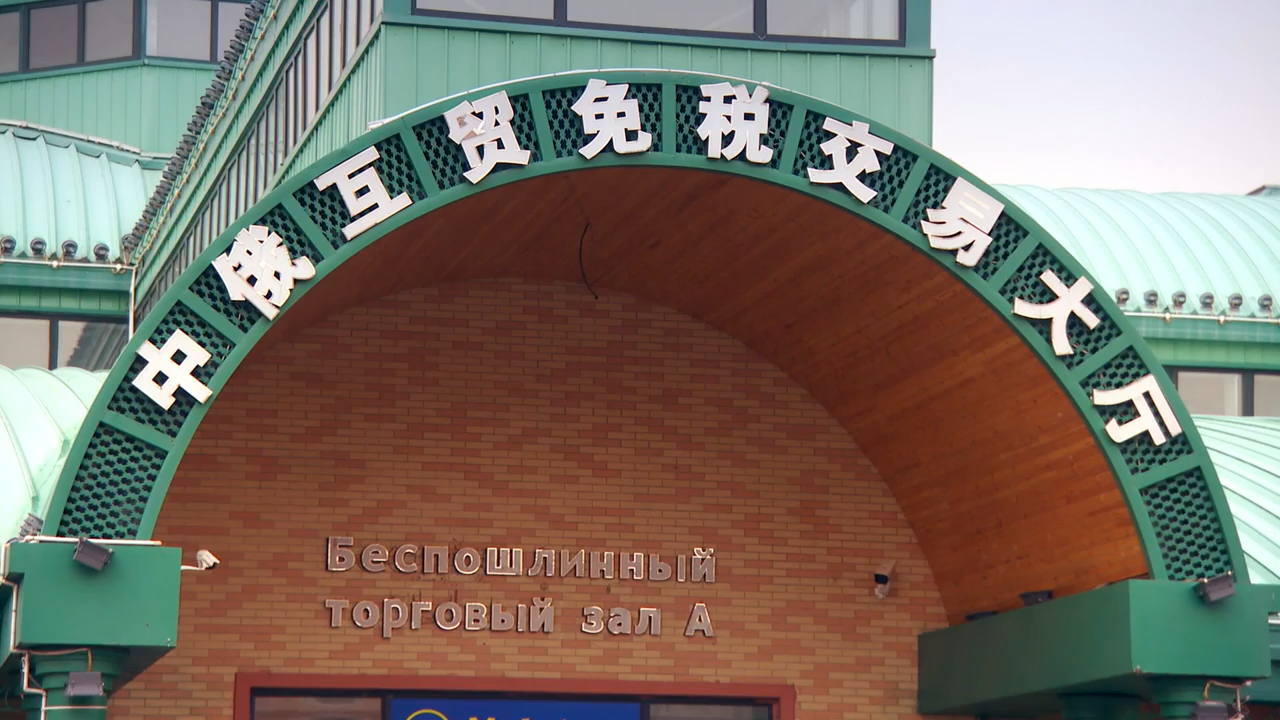 中俄互贸免税交易大厅
Беспошлинный
торговый зал А